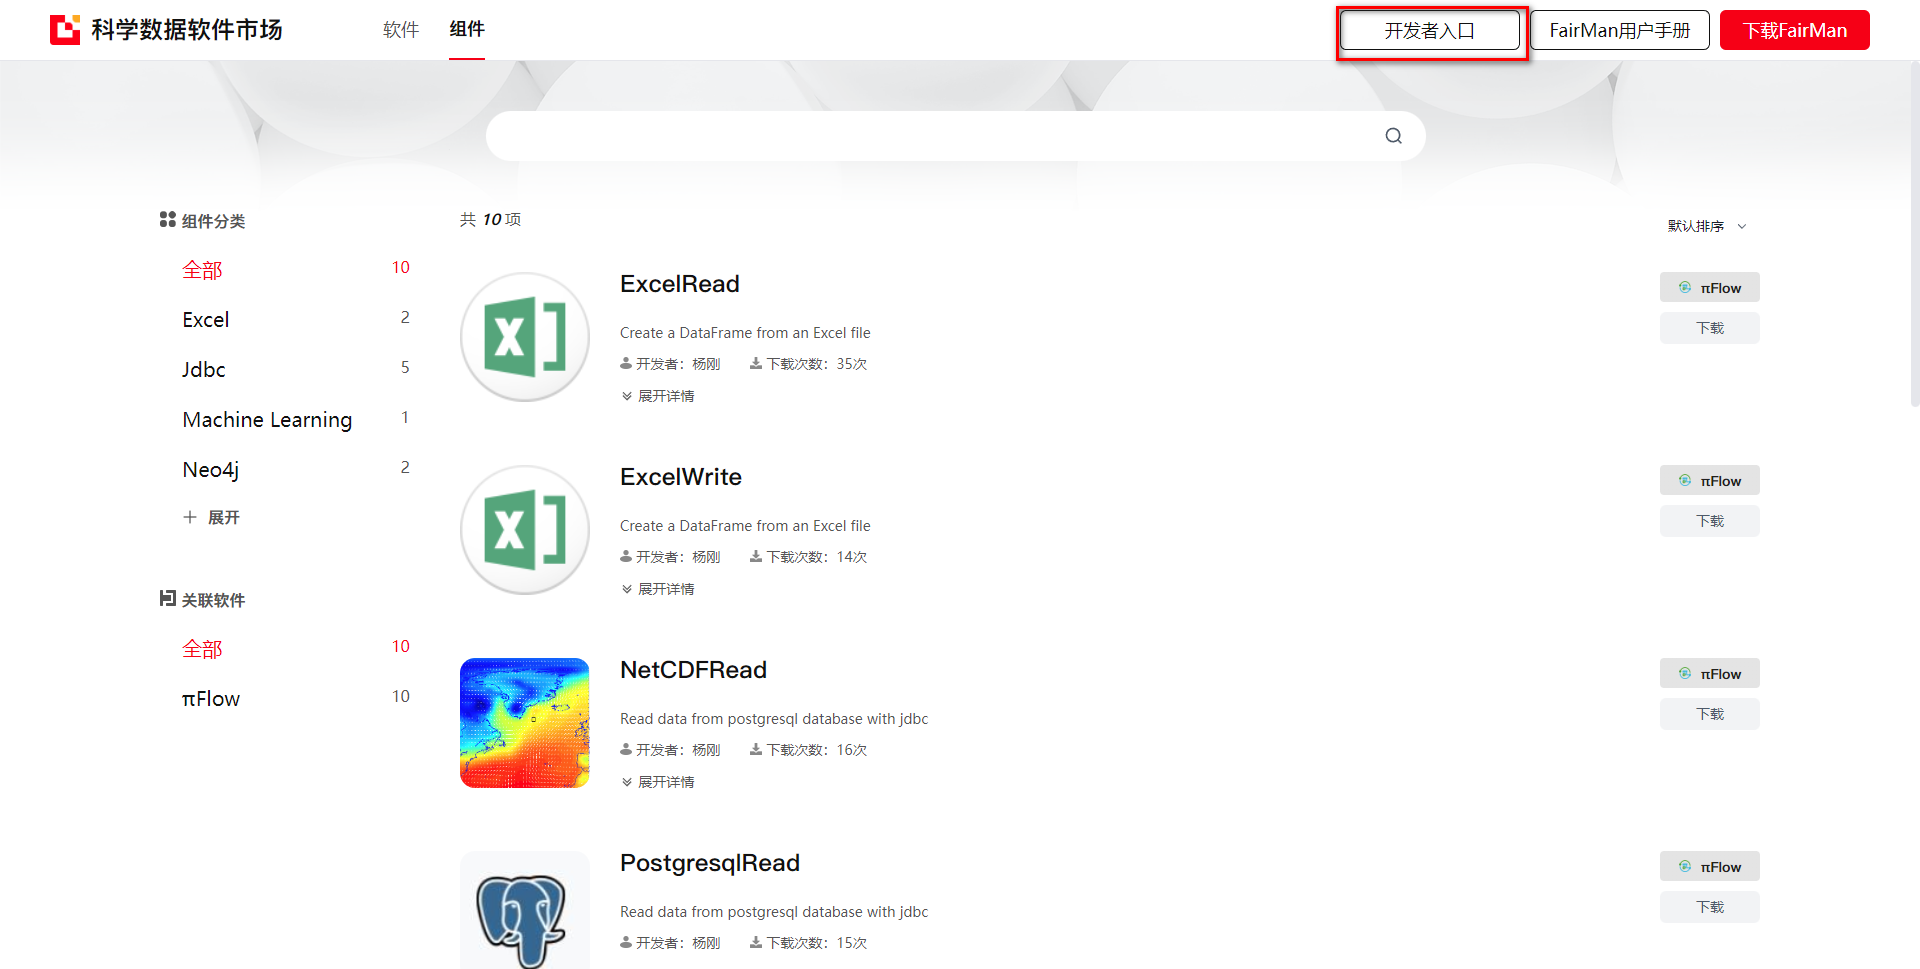 科学数据软件市场
软件
组件
开发者入口
FairMan用户手册
下载FairMan
组件分类
全部 10
Excel 2
Jdbc 5
Machine Learning 1
Neo4j 2
展开
关联软件
全部 10
πFlow 10
共 10 项
默认排序
ExcelRead
Create a DataFrame from an Excel file
开发者：杨刚 下载次数：35次
展开详情
πFlow
下载
ExcelWrite
Create a DataFrame from an Excel file
开发者：杨刚 下载次数：14次
展开详情
πFlow
下载
NetCDFRead
Read data from postgresql database with jdbc
开发者：杨刚 下载次数：16次
展开详情
πFlow
下载
PostgresqlRead
Read data from postgresql database with jdbc
开发者：杨刚 下载次数：15次
πFlow
下载